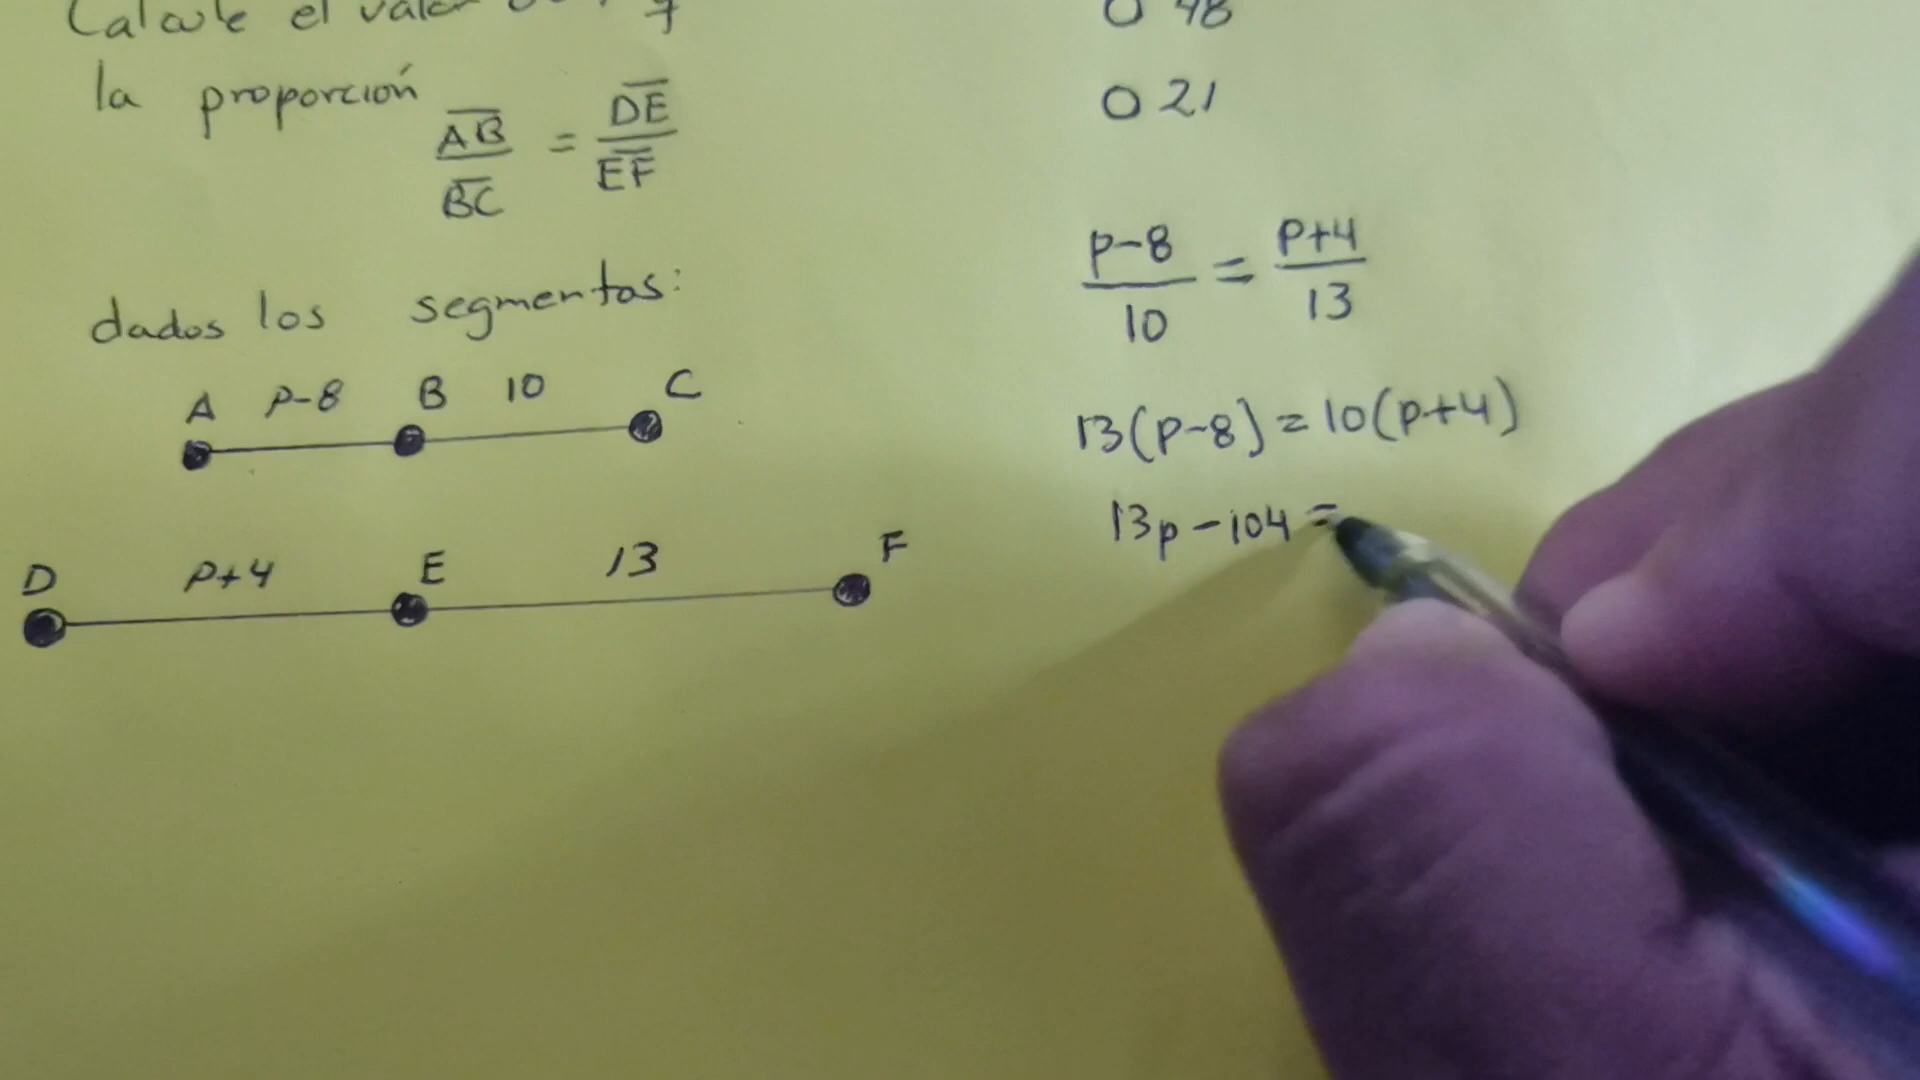 Calcule el valor
la proporción
AB/BC = DE/EF
dados los segmentos:
A p-8 B 10 C
D p+4 E 13 F
O 48
O 21
p-8/10 = p+4/13
13(p-8) = 10(p+4)
13p - 104 =